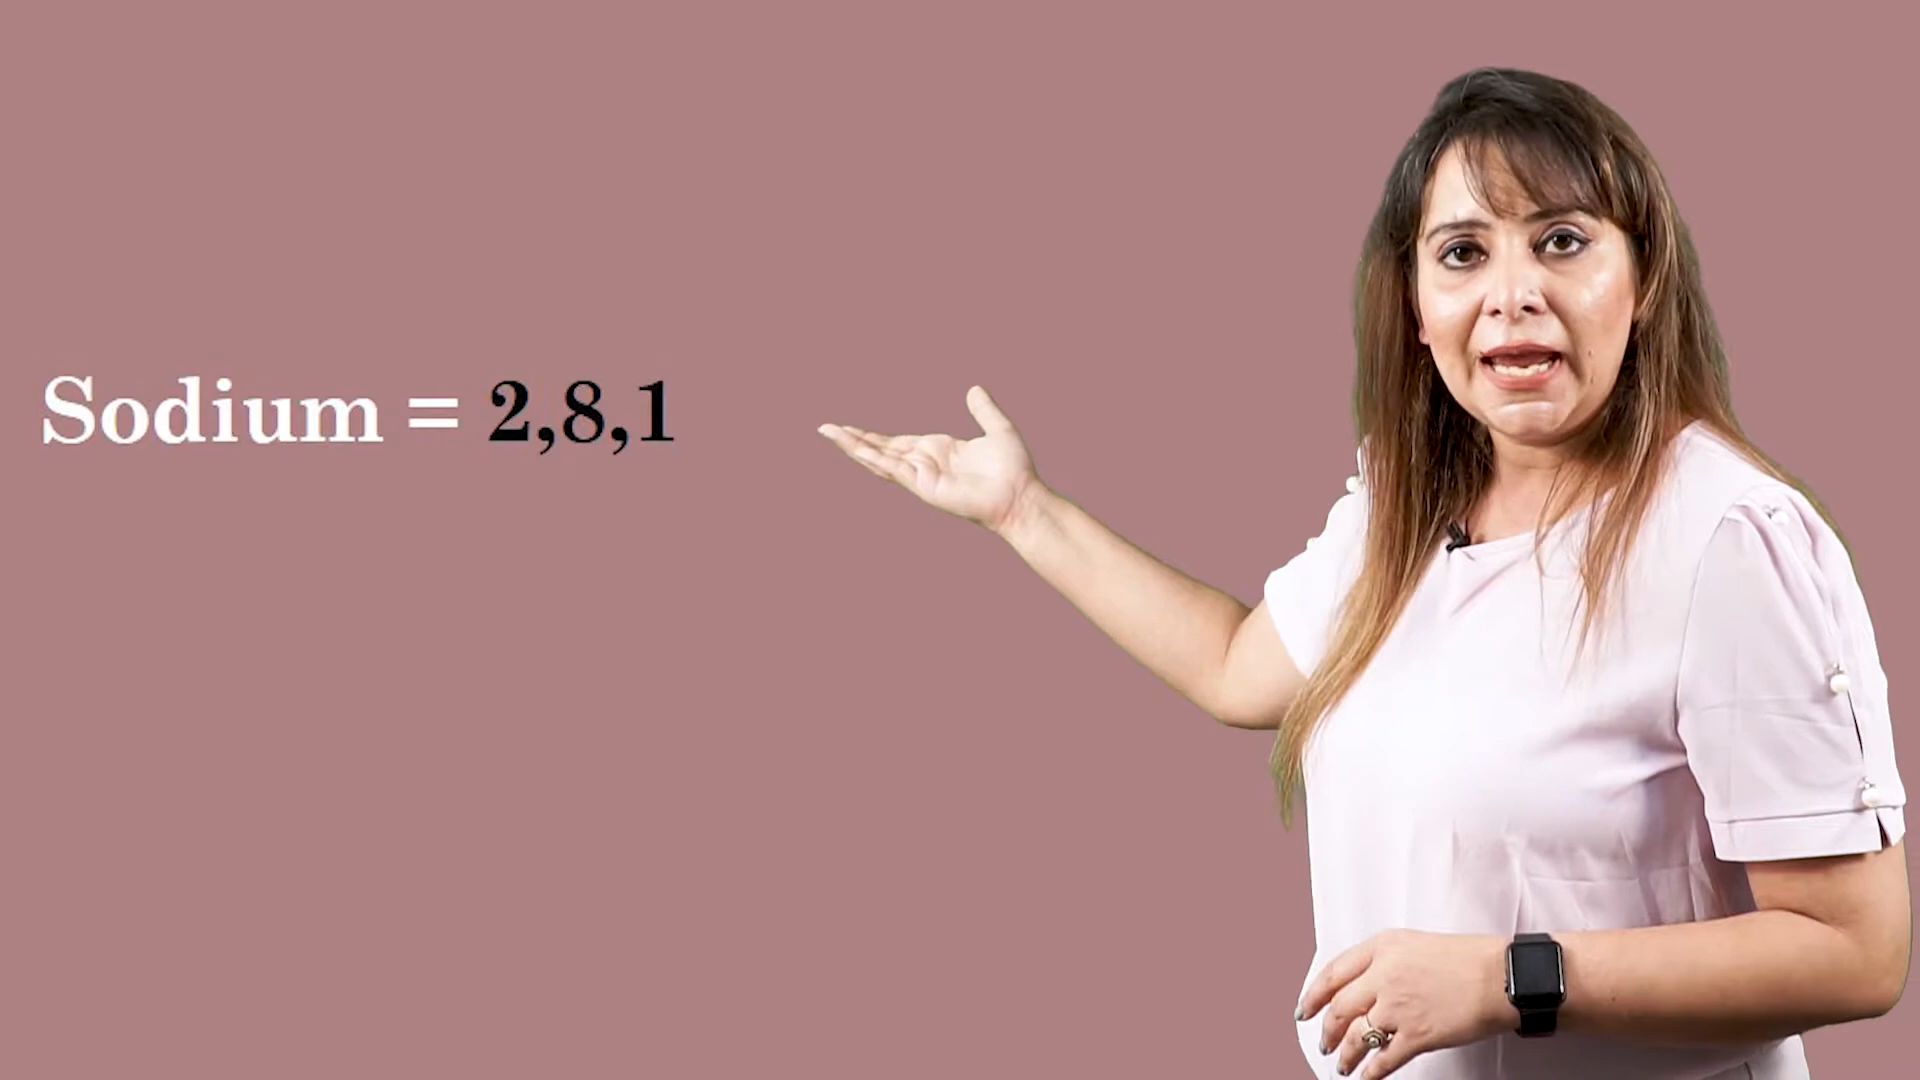 Sodium = 2,8,1